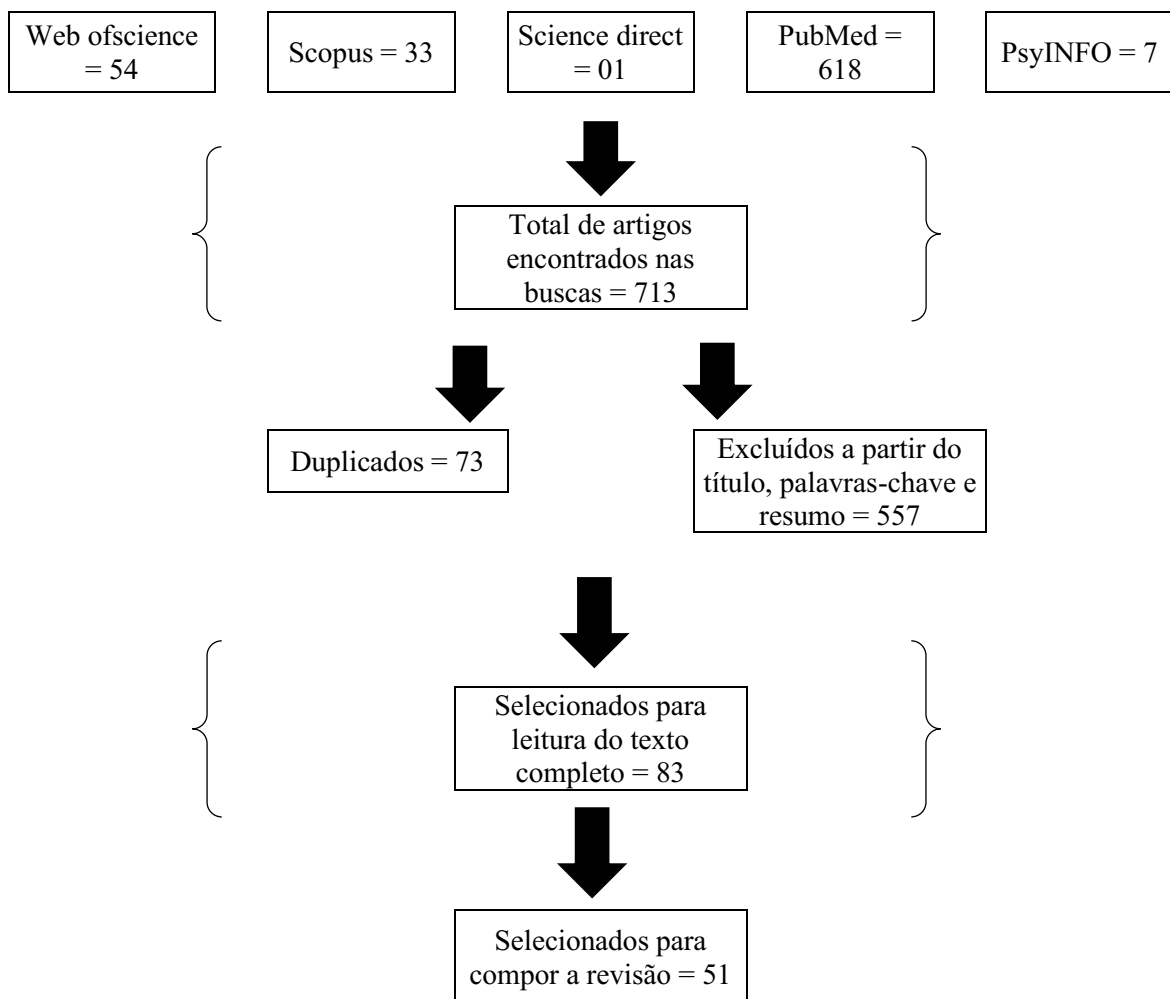 Web ofscience
= 54
Scopus = 33
Science direct
= 01
PubMed =
618
PsyINFO = 7
Total de artigos
encontrados nas
buscas = 713
Duplicados = 73
Excluídos a partir do
título, palavras-chave e
resumo = 557
Selecionados para
leitura do texto
completo = 83
Selecionados para
compor a revisão = 51